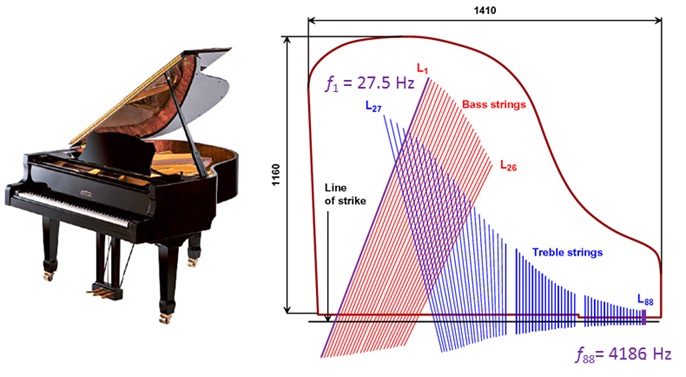 1410
f1 = 27.5 Hz
L1
Bass strings
L27
L26
1160
Line
of strike
Treble strings
L88
f88= 4186 Hz